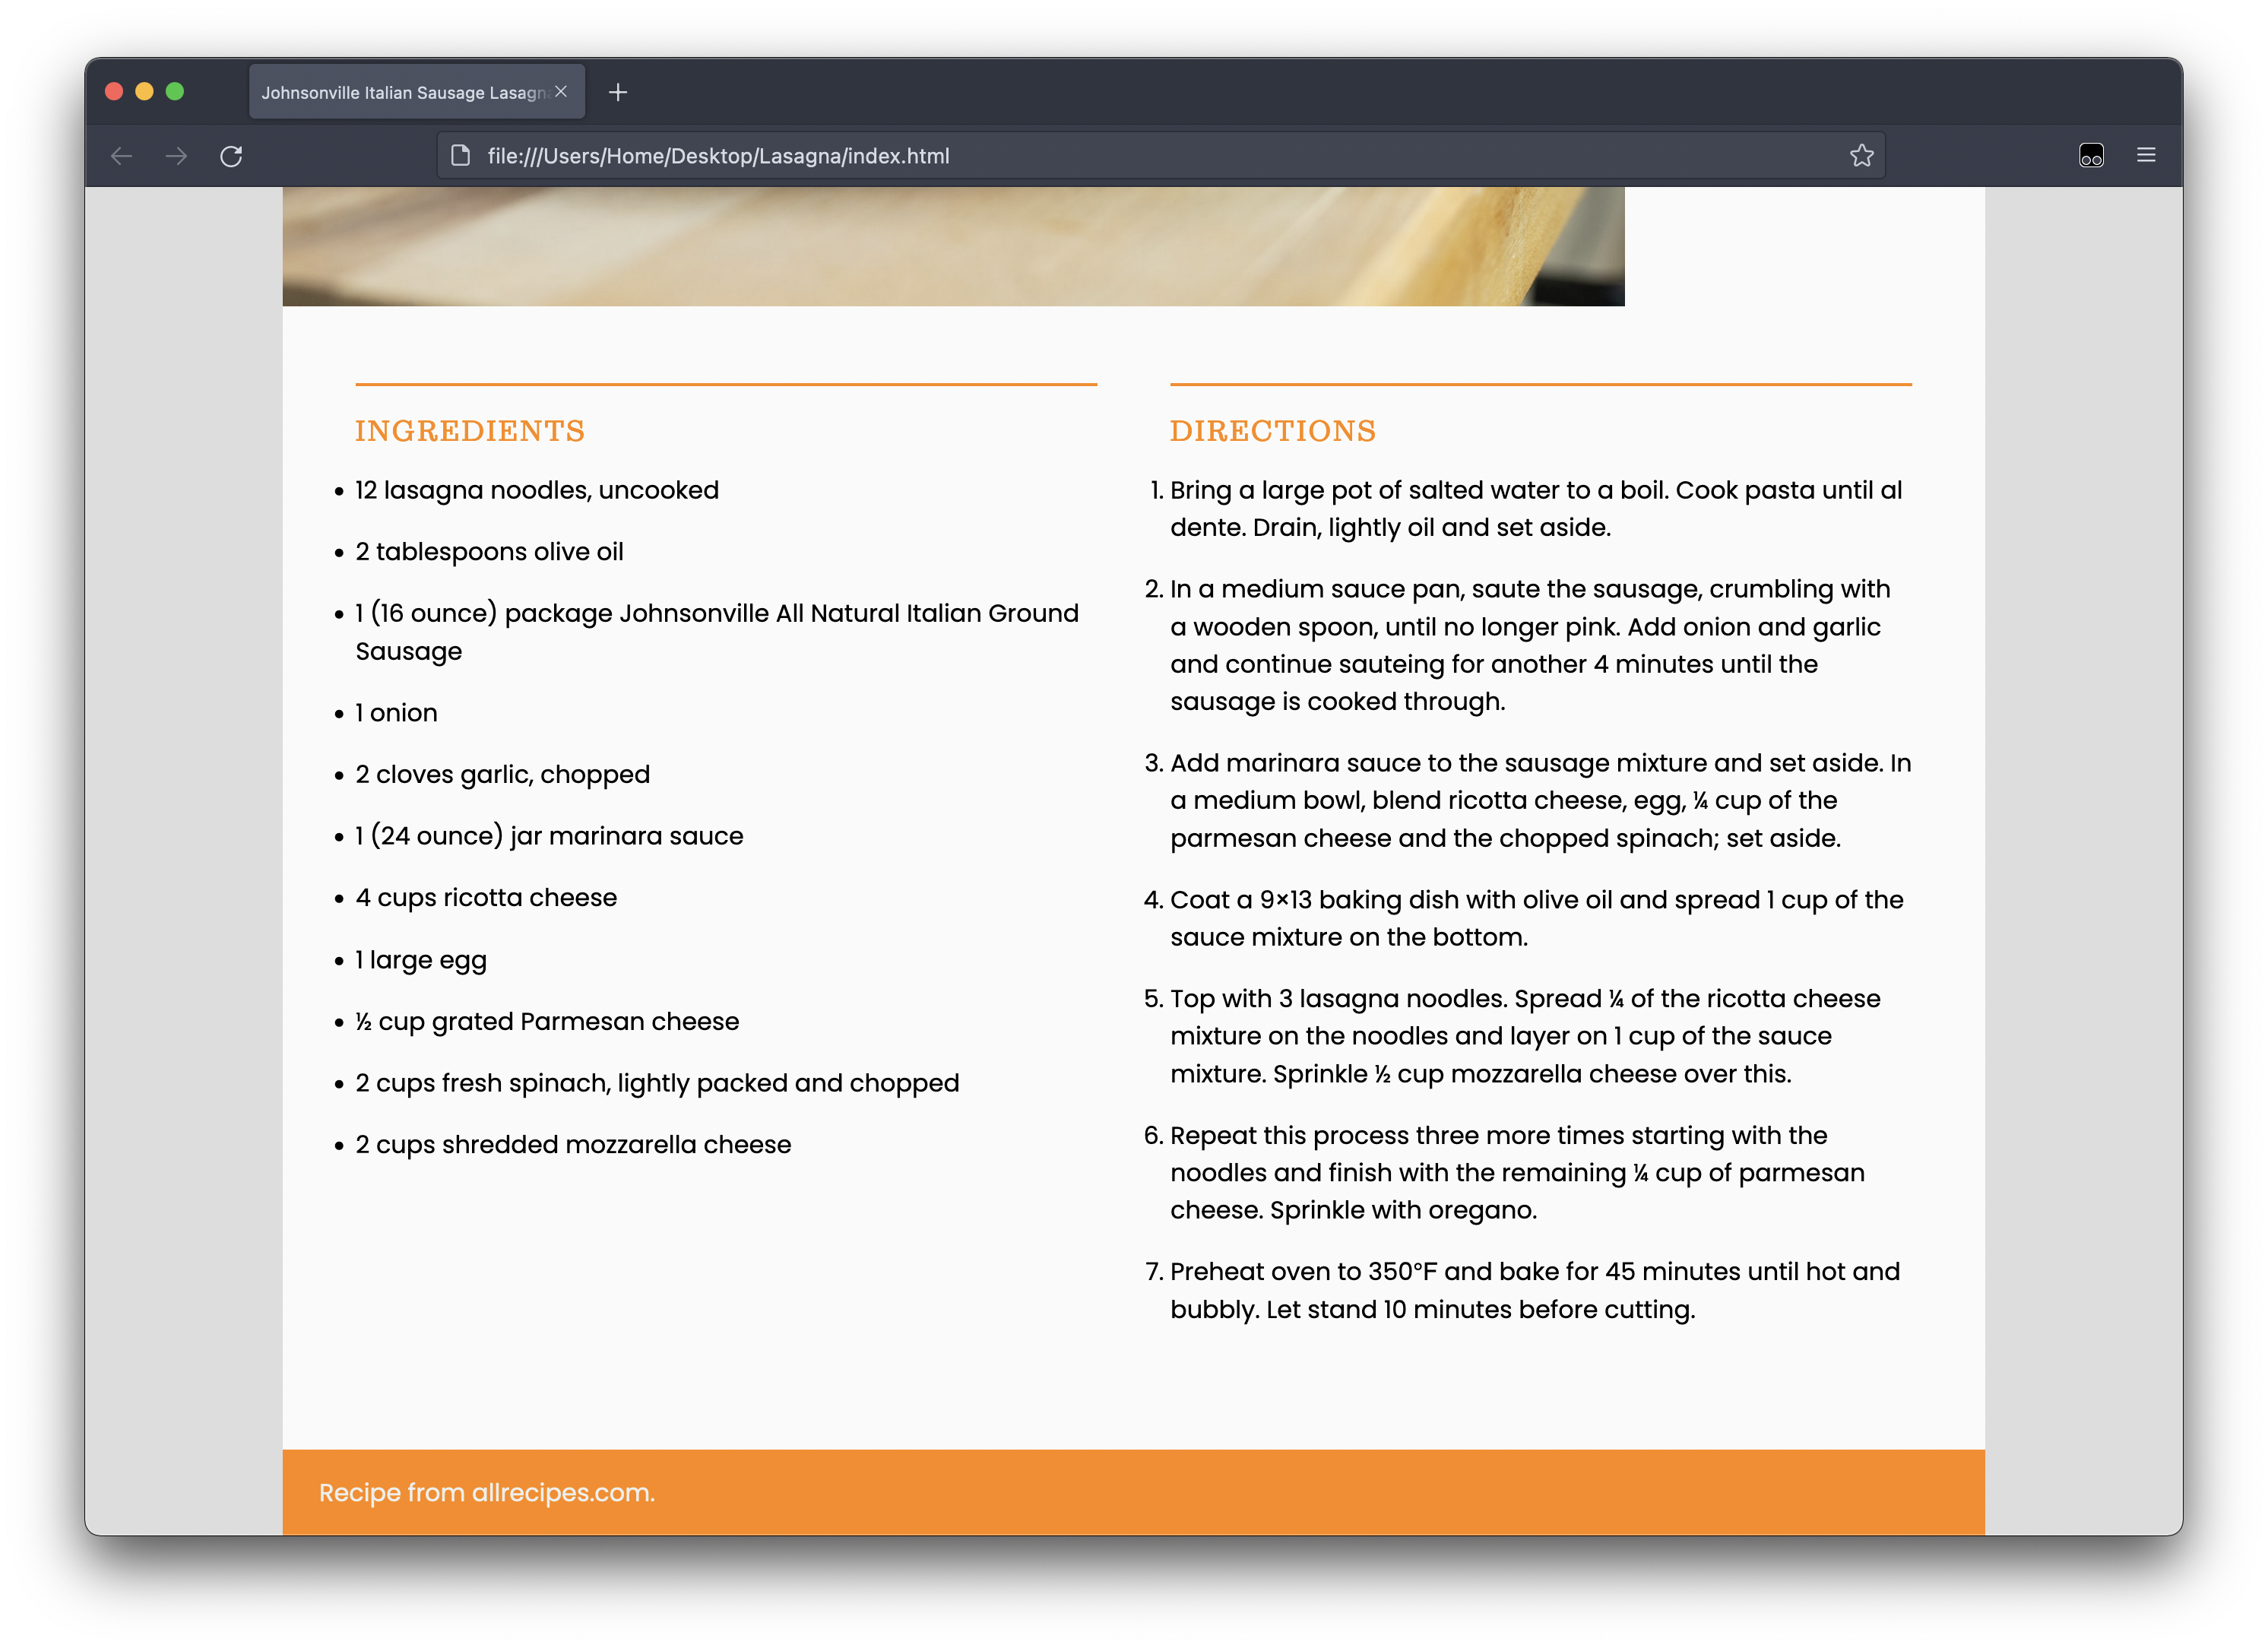 Johnsonville Italian Sausage Lasagn
file:///Users/Home/Desktop/Lasagna/index.html
INGREDIENTS
• 12 lasagna noodles, uncooked
• 2 tablespoons olive oil
• 1 (16 ounce) package Johnsonville All Natural Italian Ground
Sausage
• 1 onion
• 2 cloves garlic, chopped
• 1 (24 ounce) jar marinara sauce
• 4 cups ricotta cheese
• 1 large egg
• ½ cup grated Parmesan cheese
• 2 cups fresh spinach, lightly packed and chopped
• 2 cups shredded mozzarella cheese
DIRECTIONS
1. Bring a large pot of salted water to a boil. Cook pasta until al
dente. Drain, lightly oil and set aside.
2. In a medium sauce pan, saute the sausage, crumbling with
a wooden spoon, until no longer pink. Add onion and garlic
and continue sauteing for another 4 minutes until the
sausage is cooked through.
3. Add marinara sauce to the sausage mixture and set aside. In
a medium bowl, blend ricotta cheese, egg, ¼ cup of the
parmesan cheese and the chopped spinach; set aside.
4. Coat a 9×13 baking dish with olive oil and spread 1 cup of the
sauce mixture on the bottom.
5. Top with 3 lasagna noodles. Spread ¼ of the ricotta cheese
mixture on the noodles and layer on 1 cup of the sauce
mixture. Sprinkle ½ cup mozzarella cheese over this.
6. Repeat this process three more times starting with the
noodles and finish with the remaining ¼ cup of parmesan
cheese. Sprinkle with oregano.
7. Preheat oven to 350°F and bake for 45 minutes until hot and
bubbly. Let stand 10 minutes before cutting.
Recipe from allrecipes.com.